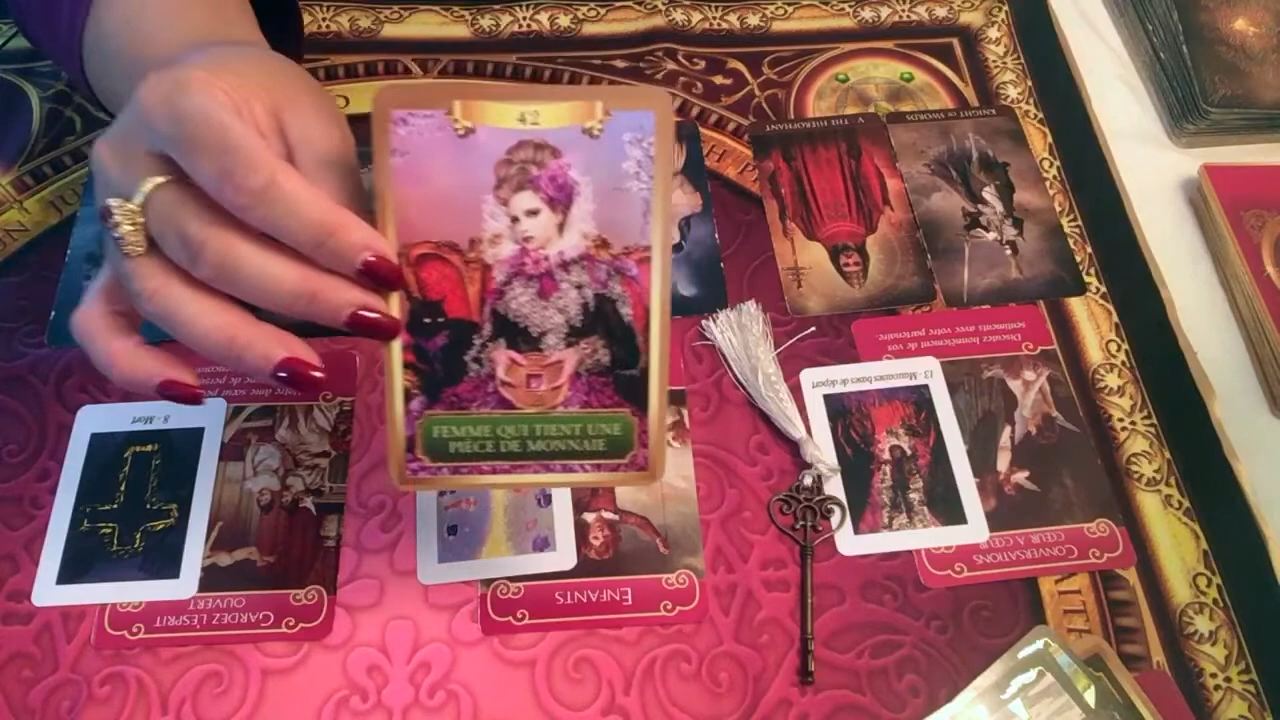 42
FEMME QUI TIENT UNE
PIÈCE DE MONNAIE
V. THE HIEROPHANT
KNIGHT OF SWORDS
Discutez honnêtement de vos
sentiments avec votre partenaire.
13 - Mauvaises bases de départ
CONVERSATIONS
CŒUR À CŒUR
8 - Mort
GARDEZ L'ESPRIT
OUVERT
ENFANTS